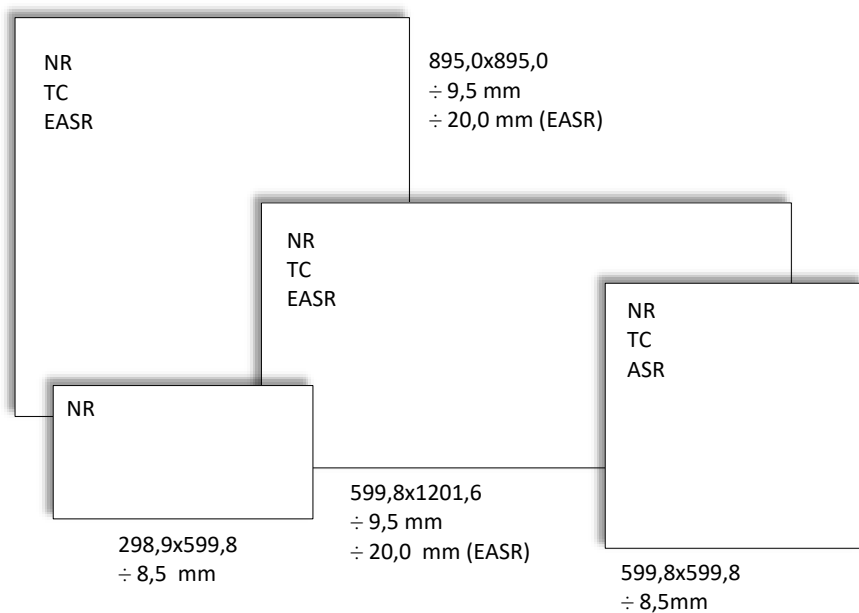 NR
TC
EASR
895,0x895,0
÷ 9,5 mm
÷ 20,0 mm (EASR)
NR
TC
EASR
NR
TC
ASR
NR
599,8x1201,6
÷ 9,5 mm
÷ 20,0 mm (EASR)
298,9x599,8
÷ 8,5 mm
599,8x599,8
÷ 8,5mm